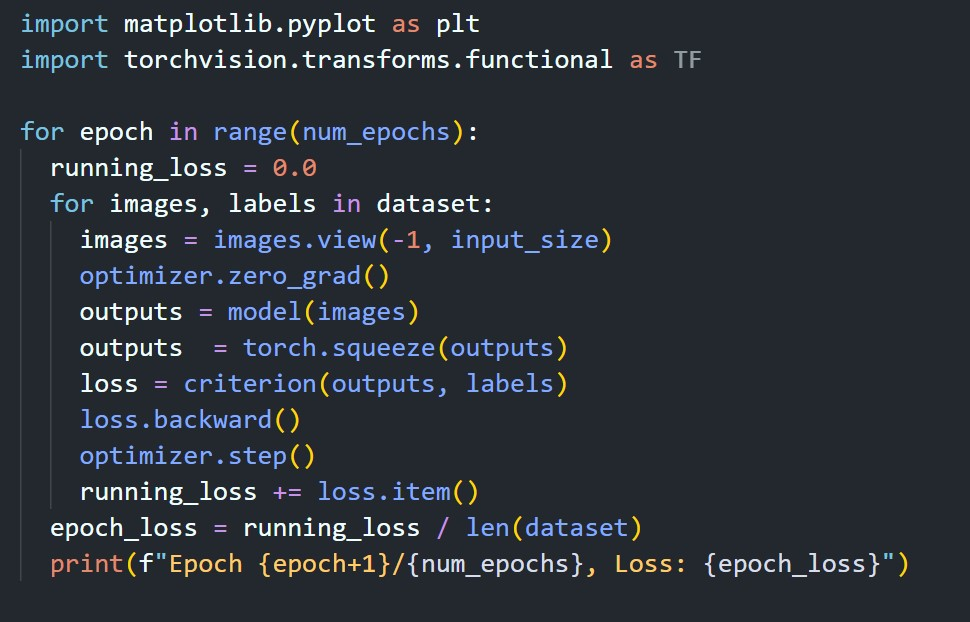 import matplotlib.pyplot as plt
import torchvision.transforms.functional as TF

for epoch in range(num_epochs):
  running_loss = 0.0
  for images, labels in dataset:
    images = images.view(-1, input_size)
    optimizer.zero_grad()
    outputs = model(images)
    outputs  = torch.squeeze(outputs)
    loss = criterion(outputs, labels)
    loss.backward()
    optimizer.step()
    running_loss += loss.item()
  epoch_loss = running_loss / len(dataset)
  print(f"Epoch {epoch+1}/{num_epochs}, Loss: {epoch_loss}")